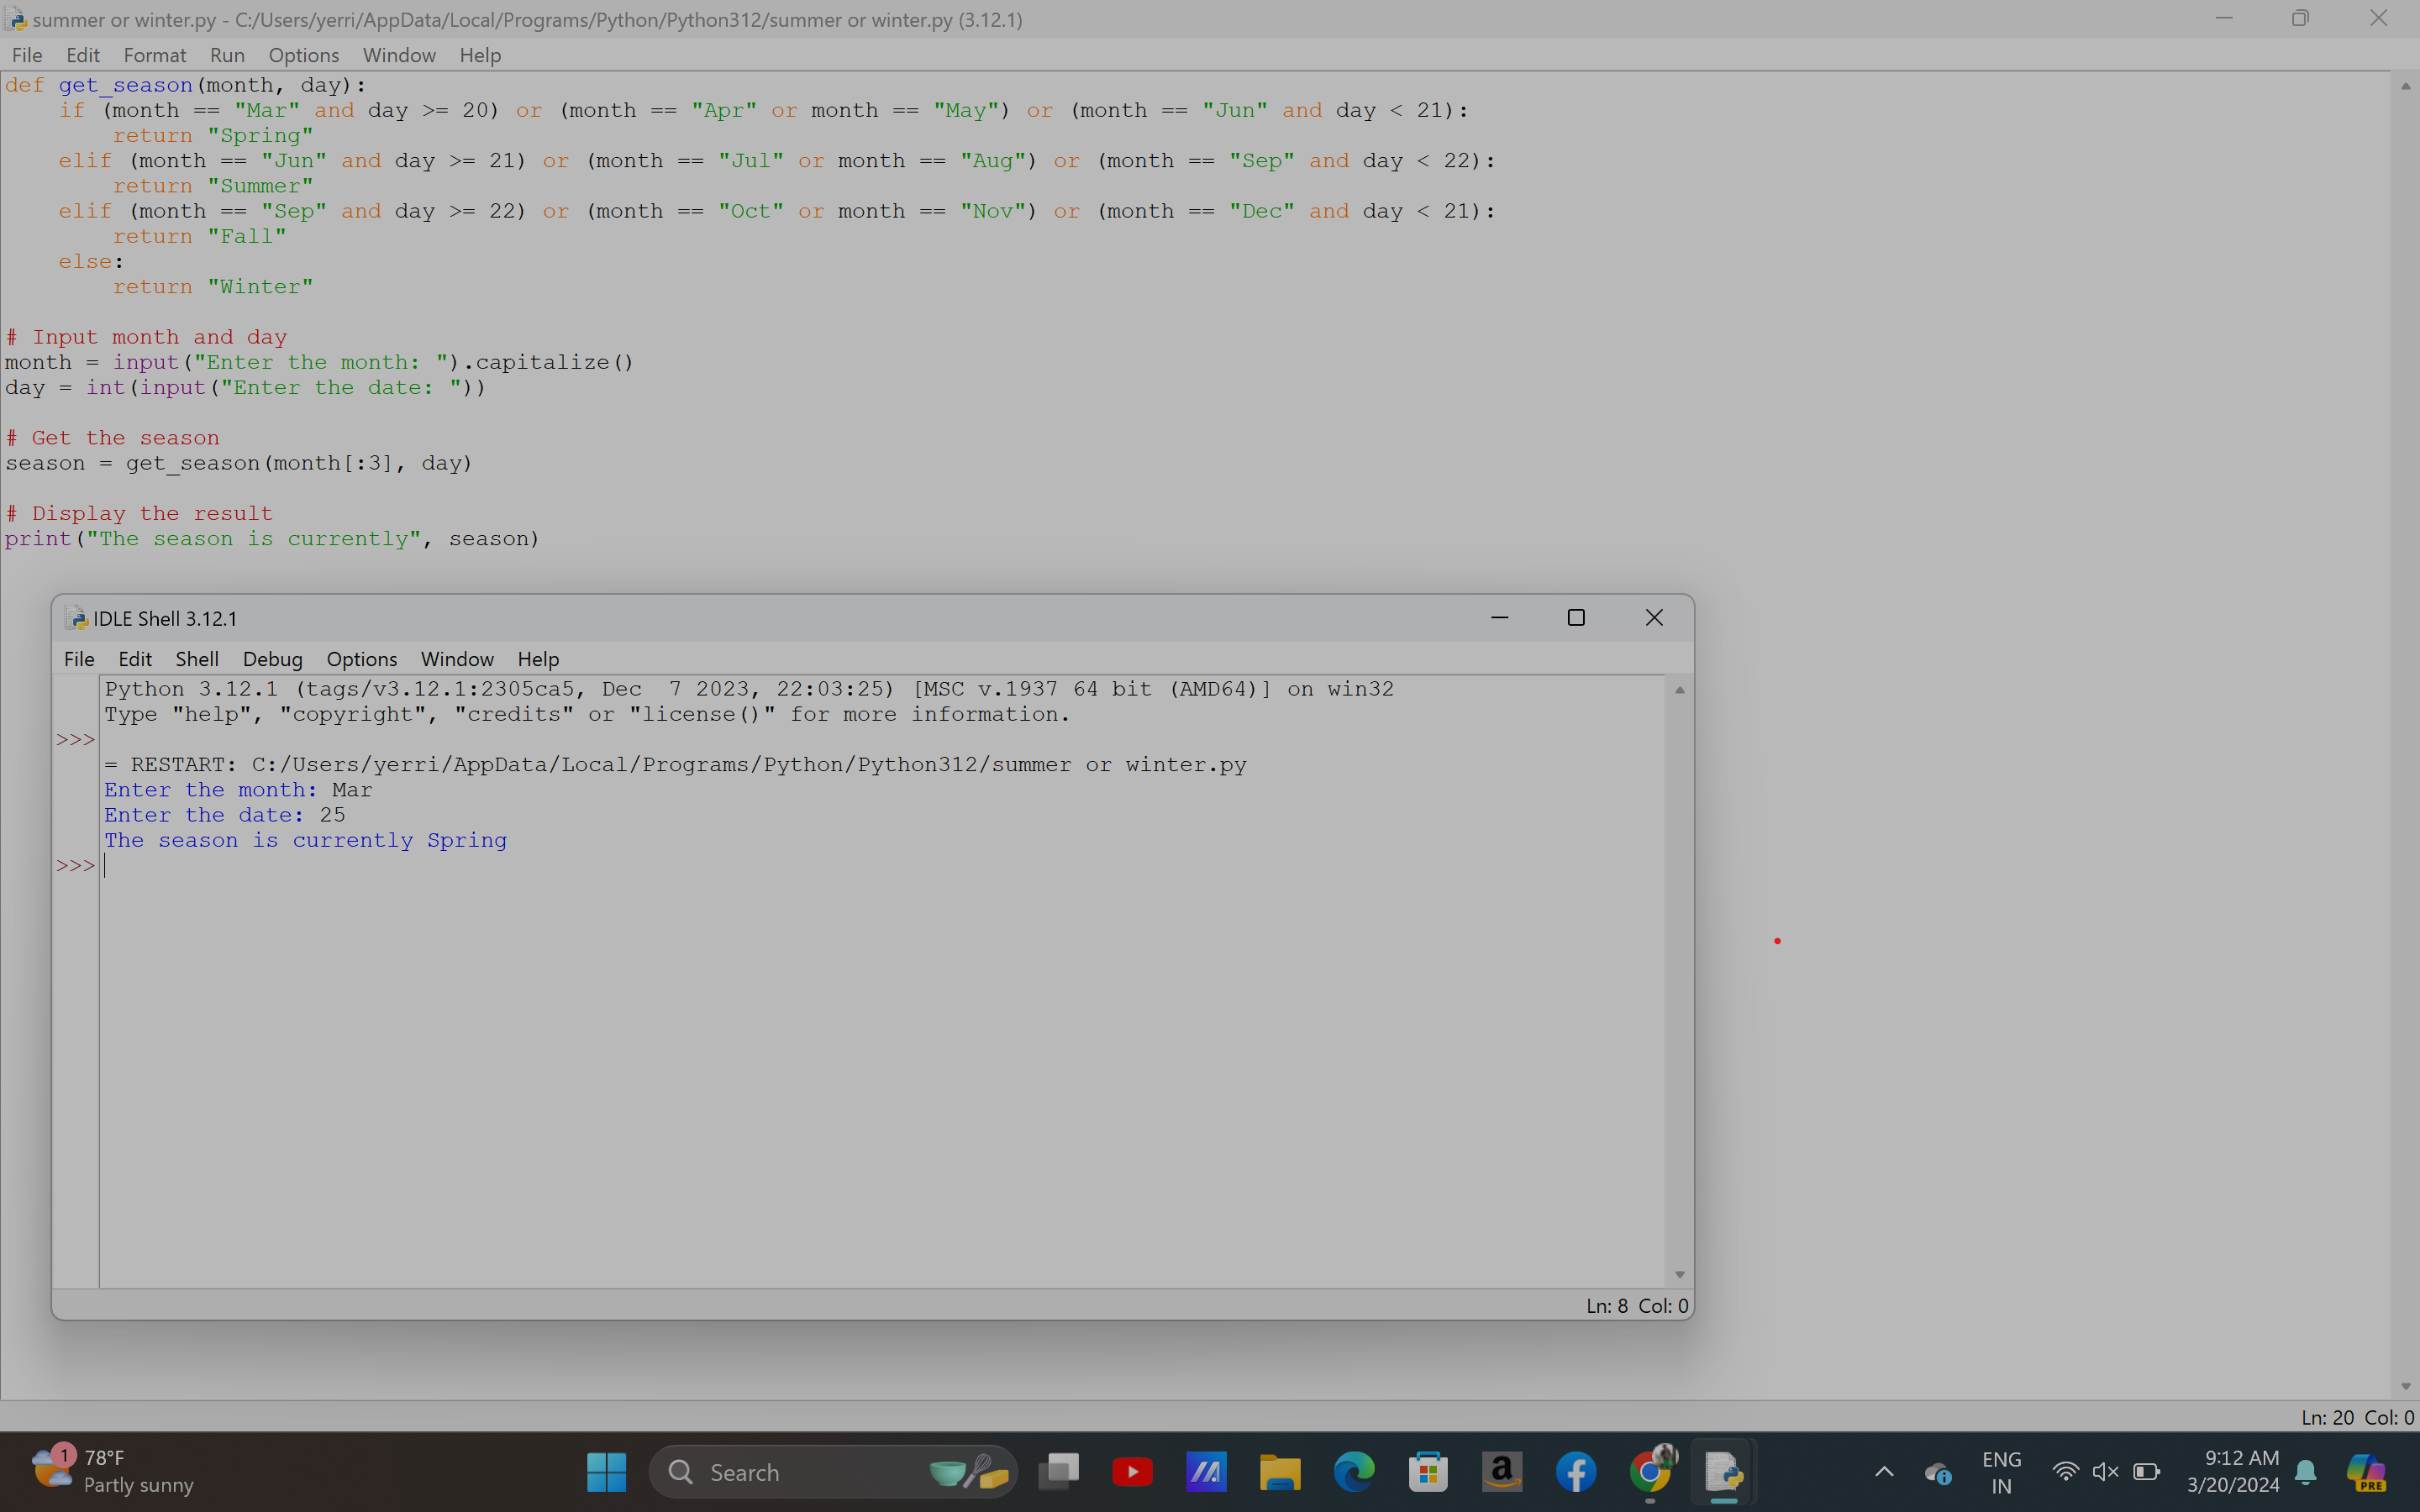 summer or winter.py - C:/Users/yerri/AppData/Local/Programs/Python/Python312/summer or winter.py (3.12.1)
File Edit Format Run Options Window Help
def get_season(month, day):
    if (month == "Mar" and day >= 20) or (month == "Apr" or month == "May") or (month == "Jun" and day < 21):
        return "Spring"
    elif (month == "Jun" and day >= 21) or (month == "Jul" or month == "Aug") or (month == "Sep" and day < 22):
        return "Summer"
    elif (month == "Sep" and day >= 22) or (month == "Oct" or month == "Nov") or (month == "Dec" and day < 21):
        return "Fall"
    else:
        return "Winter"
# Input month and day
month = input("Enter the month: ").capitalize()
day = int(input("Enter the date: "))
# Get the season
season = get_season(month[:3], day)
# Display the result
print("The season is currently", season)
IDLE Shell 3.12.1
File Edit Shell Debug Options Window Help
Python 3.12.1 (tags/v3.12.1:2305ca5, Dec  7 2023, 22:03:25) [MSC v.1937 64 bit (AMD64)] on win32
Type "help", "copyright", "credits" or "license()" for more information.
>>>
= RESTART: C:/Users/yerri/AppData/Local/Programs/Python/Python312/summer or winter.py
Enter the month: Mar
Enter the date: 25
The season is currently Spring
>>>
Ln: 8 Col: 0
Ln: 20 Col: 0
1
78°F
Partly sunny
Search
a
ENG
IN
9:12 AM
3/20/2024
PRE